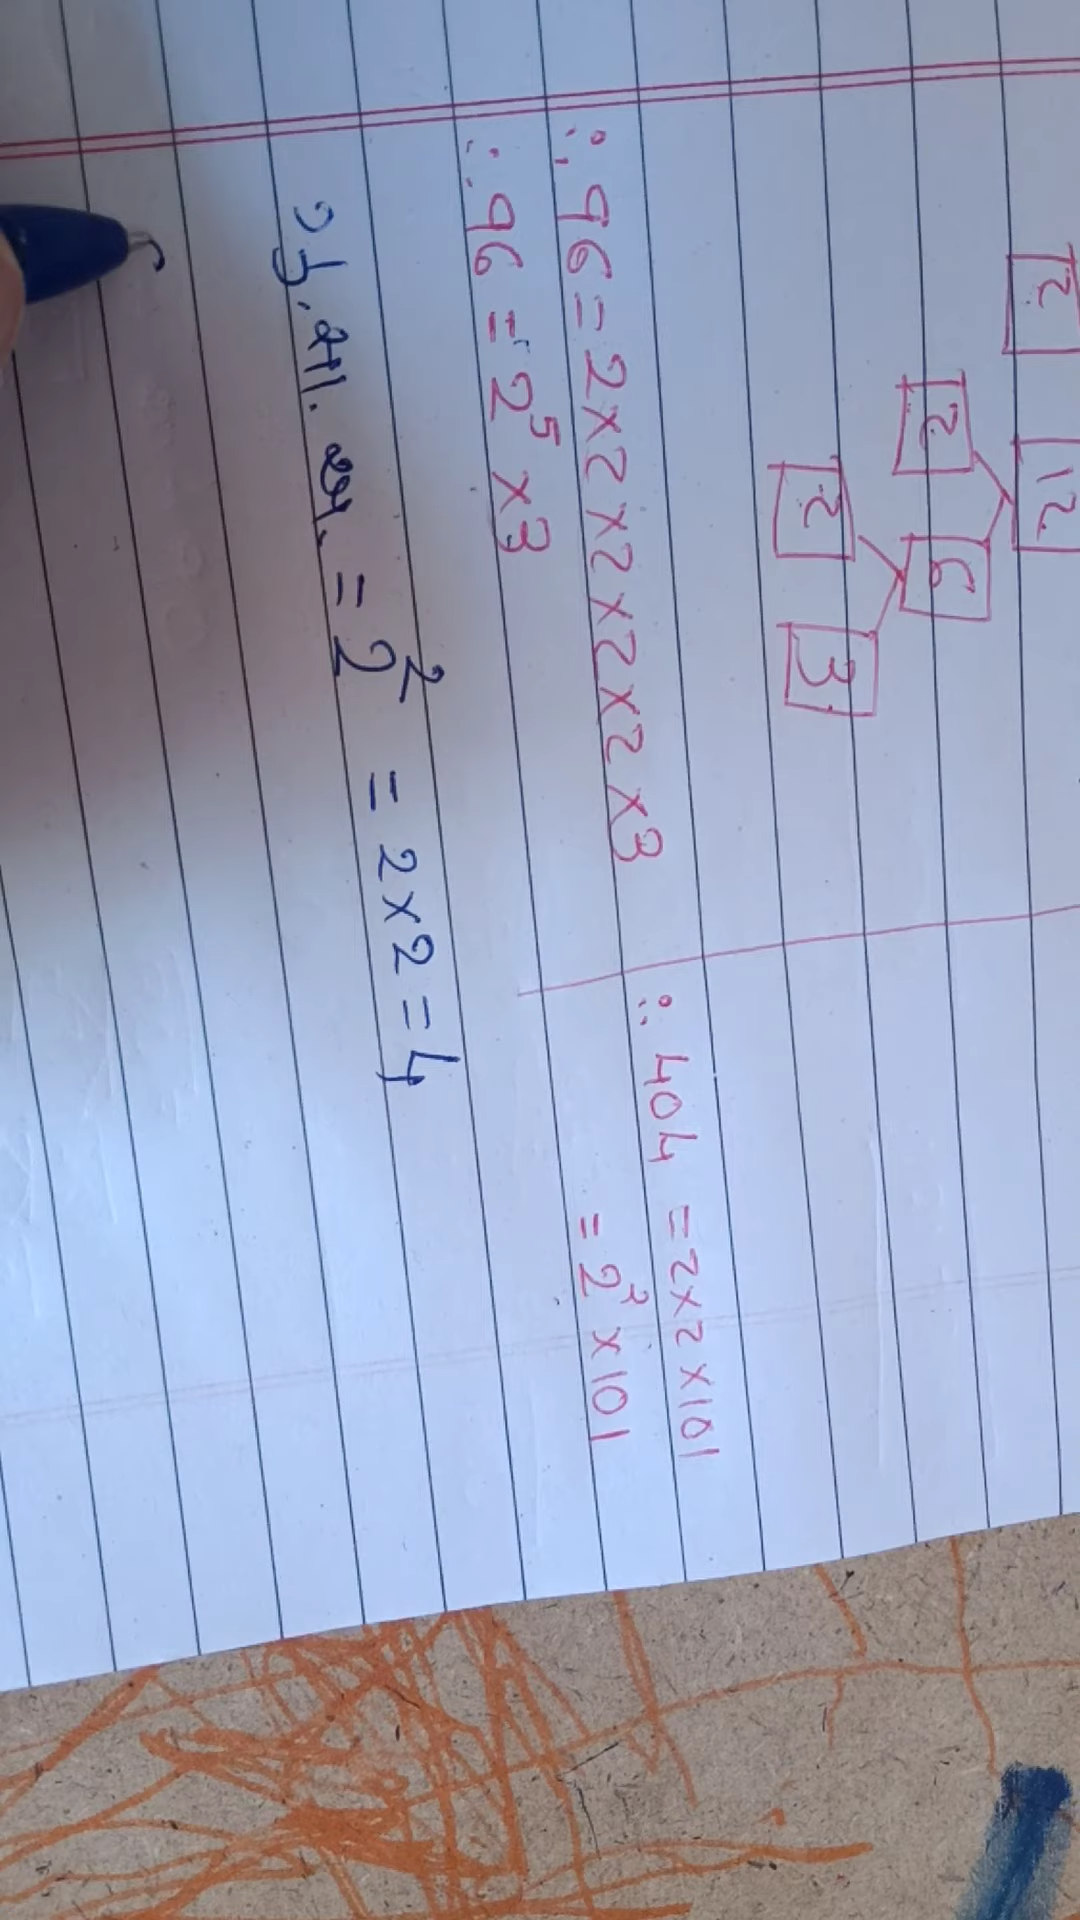 2 12
2 6
2 3
∴ 96 = 2×2×2×2×2×3
∴ 404 = 2×2×101
∴ 96 = 2⁵ ×3
= 2² ×101
ગુ. સા. અ. = 2² = 2×2 = 4